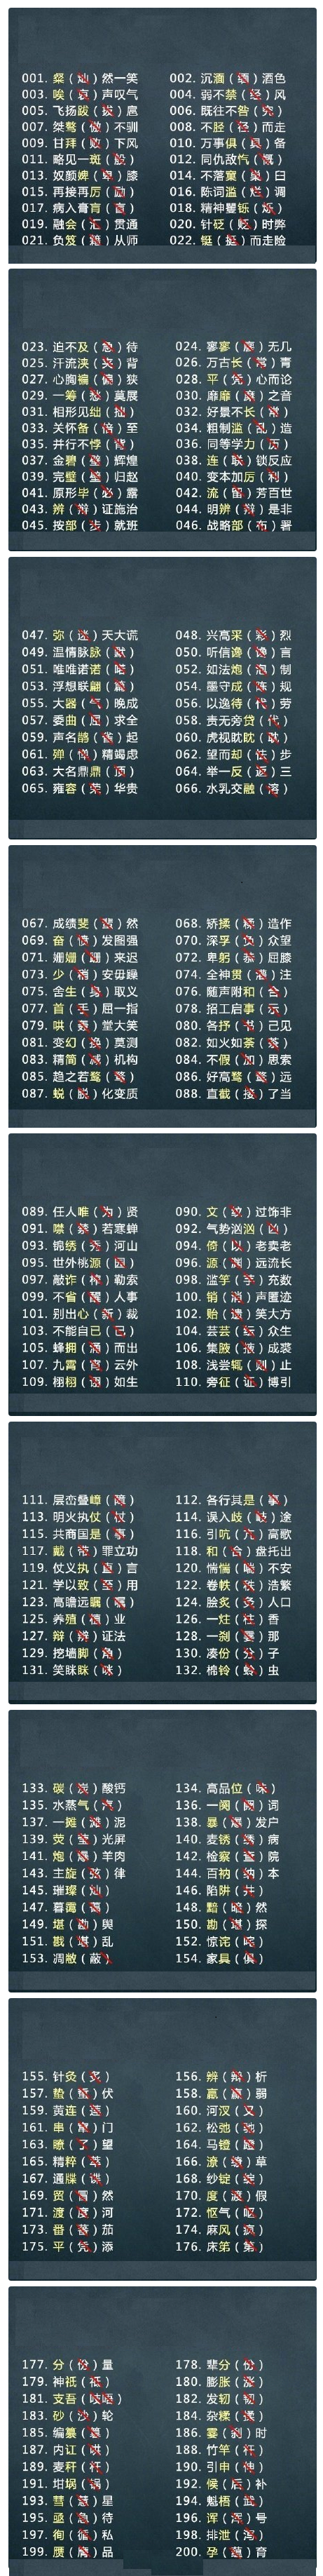 001. 粲（灿）然一笑 002. 沉湎（缅）酒色
003. 唉（哀）声叹气 004. 弱不禁（经）风
005. 飞扬跋（拔）扈 006. 既往不咎（究）
007. 桀骜（傲）不驯 008. 不胫（径）而走
009. 甘拜（败）下风 010. 万事俱（具）备
011. 略见一斑（般） 012. 同仇敌忾（慨）
013. 奴颜婢（卑）膝 014. 不落窠（巢）臼
015. 再接再厉（励） 016. 陈词滥（烂）调
017. 病入膏肓（盲） 018. 精神矍铄（烁）
019. 融会（汇）贯通 020. 针砭（贬）时弊
021. 负笈（籍）从师 022. 铤（挺）而走险
023. 迫不及（急）待 024. 寥寥（廖）无几
025. 汗流浃（夹）背 026. 万古长（常）青
027. 心胸褊（偏）狭 028. 平（凭）心而论
029. 一筹（愁）莫展 030. 靡靡（糜）之音
031. 相形见绌（拙） 032. 好景不长（常）
033. 关怀备（倍）至 034. 粗制滥（乱）造
035. 并行不悖（背） 036. 同等学力（历）
037. 金碧（璧）辉煌 038. 连（联）锁反应
039. 完璧（壁）归赵 040. 变本加厉（利）
041. 原形毕（必）露 042. 流（留）芳百世
043. 辨（辩）证施治 044. 明辨（辩）是非
045. 按部（步）就班 046. 战略部（布）署
047. 弥（迷）天大谎 048. 兴高采（彩）烈
049. 温情脉脉（默） 050. 听信谗（馋）言
051. 唯唯诺诺（喏） 052. 如法炮（泡）制
053. 浮想联翩（篇） 054. 墨守成（陈）规
055. 大器（气）晚成 056. 以逸待（代）劳
057. 委曲（屈）求全 058. 责无旁贷（代）
059. 声名鹊（雀）起 060. 虎视眈眈（耽）
061. 殚（惮）精竭虑 062. 望而却（怯）步
063. 大名鼎鼎（顶） 064. 举一反（返）三
065. 雍容（荣）华贵 066. 水乳交融（溶）
067. 成绩斐（蜚）然 068. 矫揉（糅）造作
069. 奋（愤）发图强 070. 深孚（负）众望
071. 姗姗（跚）来迟 072. 卑躬（恭）屈膝
073. 少（稍）安毋躁 074. 全神贯（灌）注
075. 舍生（身）取义 076. 随声附和（合）
077. 首（手）屈一指 078. 招工启事（示）
079. 哄（轰）堂大笑 080. 各抒（书）己见
081. 变幻（换）莫测 082. 如火如荼（茶）
083. 精简（减）机构 084. 不假（加）思索
085. 趋之若鹜（骛） 086. 好高骛（鹜）远
087. 蜕（脱）化变质 088. 直截（接）了当
089. 任人唯（为）贤 090. 文（纹）过饰非
091. 噤（禁）若寒蝉 092. 气势汹汹（凶）
093. 锦绣（秀）河山 094. 倚（以）老卖老
095. 世外桃源（园） 096. 源（渊）远流长
097. 敲诈（榨）勒索 098. 滥竽（芋）充数
099. 不省（醒）人事 100. 销（消）声匿迹
101. 别出心（新）裁 102. 贻（遗）笑大方
103. 不能自已（己） 104. 芸芸（云）众生
105. 蜂拥（涌）而出 106. 集腋（液）成裘
107. 九霄（宵）云外 108. 浅尝辄（则）止
109. 栩栩（诩）如生 110. 旁征（证）博引
111. 层峦叠嶂（障） 112. 各行其是（事）
113. 明火执仗（杖） 114. 误入歧（岐）途
115. 共商国是（事） 116. 引吭（亢）高歌
117. 戴（带）罪立功 118. 和（合）盘托出
119. 仗义执（直）言 120. 惴惴（喘）不安
121. 学以致（至）用 122. 卷帙（秩）浩繁
123. 高瞻远瞩（嘱） 124. 脍炙（灸）人口
125. 养殖（植）业 126. 一炷（柱）香
127. 辩（辨）证法 128. 一刹（霎）那
129. 挖墙脚（角） 130. 凑份（分）子
131. 笑眯眯（咪） 132. 棉铃（蛉）虫
133. 碳（炭）酸钙 134. 高品位（味）
135. 水蒸气（汽） 136. 一阕（阙）词
137. 一摊（滩）泥 138. 暴（爆）发户
139. 荧（莹）光屏 140. 麦锈（绣）病
141. 炮（爆）羊肉 142. 检察（查）院
143. 主旋（弦）律 144. 百衲（纳）本
145. 璀璨（灿） 146. 陷阱（井）
147. 暮霭（蔼） 148. 黯（暗）然
149. 堪（勘）舆 150. 勘（堪）探
151. 戡（堪）乱 152. 惊诧（咤）
153. 凋敝（蔽） 154. 家具（俱）
155. 针灸（炙） 156. 辨（辩）析
157. 蛰（蜇）伏 158. 羸（赢）弱
159. 黄连（莲） 160. 河汊（叉）
161. 串（窜）门 162. 松弛（驰）
163. 瞭（了）望 164. 马镫（蹬）
165. 精粹（萃） 166. 潦（缭）草
167. 通牒（谍） 168. 纱锭（绽）
169. 贸（冒）然 170. 度（渡）假
171. 渡（度）河 172. 怄气（呕）
173. 番（蕃）茄 174. 麻风（疯）
175. 平（凭）添 176. 床笫（第）
177. 分（份）量 178. 辈分（份）
179. 神祇（祗） 180. 膨胀（涨）
181. 支吾（吱唔） 182. 发轫（韧）
183. 砂（沙）轮 184. 杂糅（揉）
185. 编纂（篡） 186. 霎（刹）时
187. 内讧（哄） 188. 竹竿（杆）
189. 麦秆（杆） 190. 引申（伸）
191. 坩埚（锅） 192. 候（后）补
193. 彗（慧）星 194. 魁梧（武）
195. 亟（急）待 196. 诨（浑）号
197. 徇（循）私 198. 排泄（泻）
199. 赝（膺）品 200. 孕（蕴）育